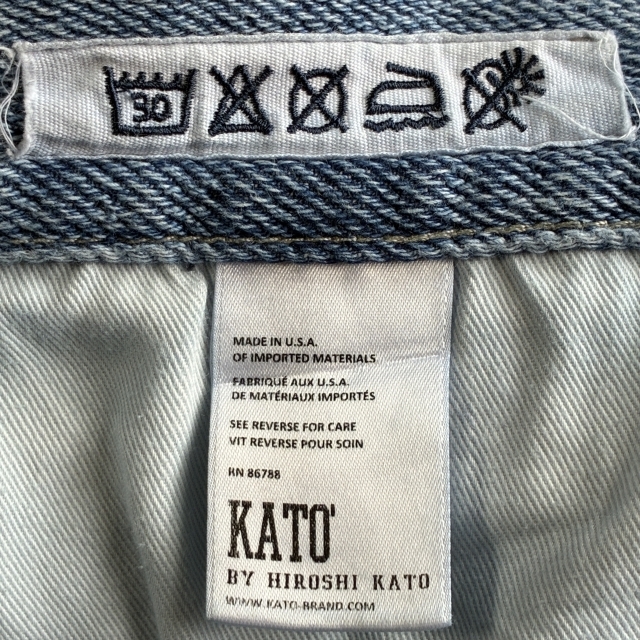 30
MADE IN U.S.A.
OF IMPORTED MATERIALS
FABRIQUÉ AUX U.S.A.
DE MATÉRIAUX IMPORTÉS
SEE REVERSE FOR CARE
VIT REVERSE POUR SOIN
RN 86788
KATO'
BY HIROSHI KATO
WWW.KATO-BRAND.COM